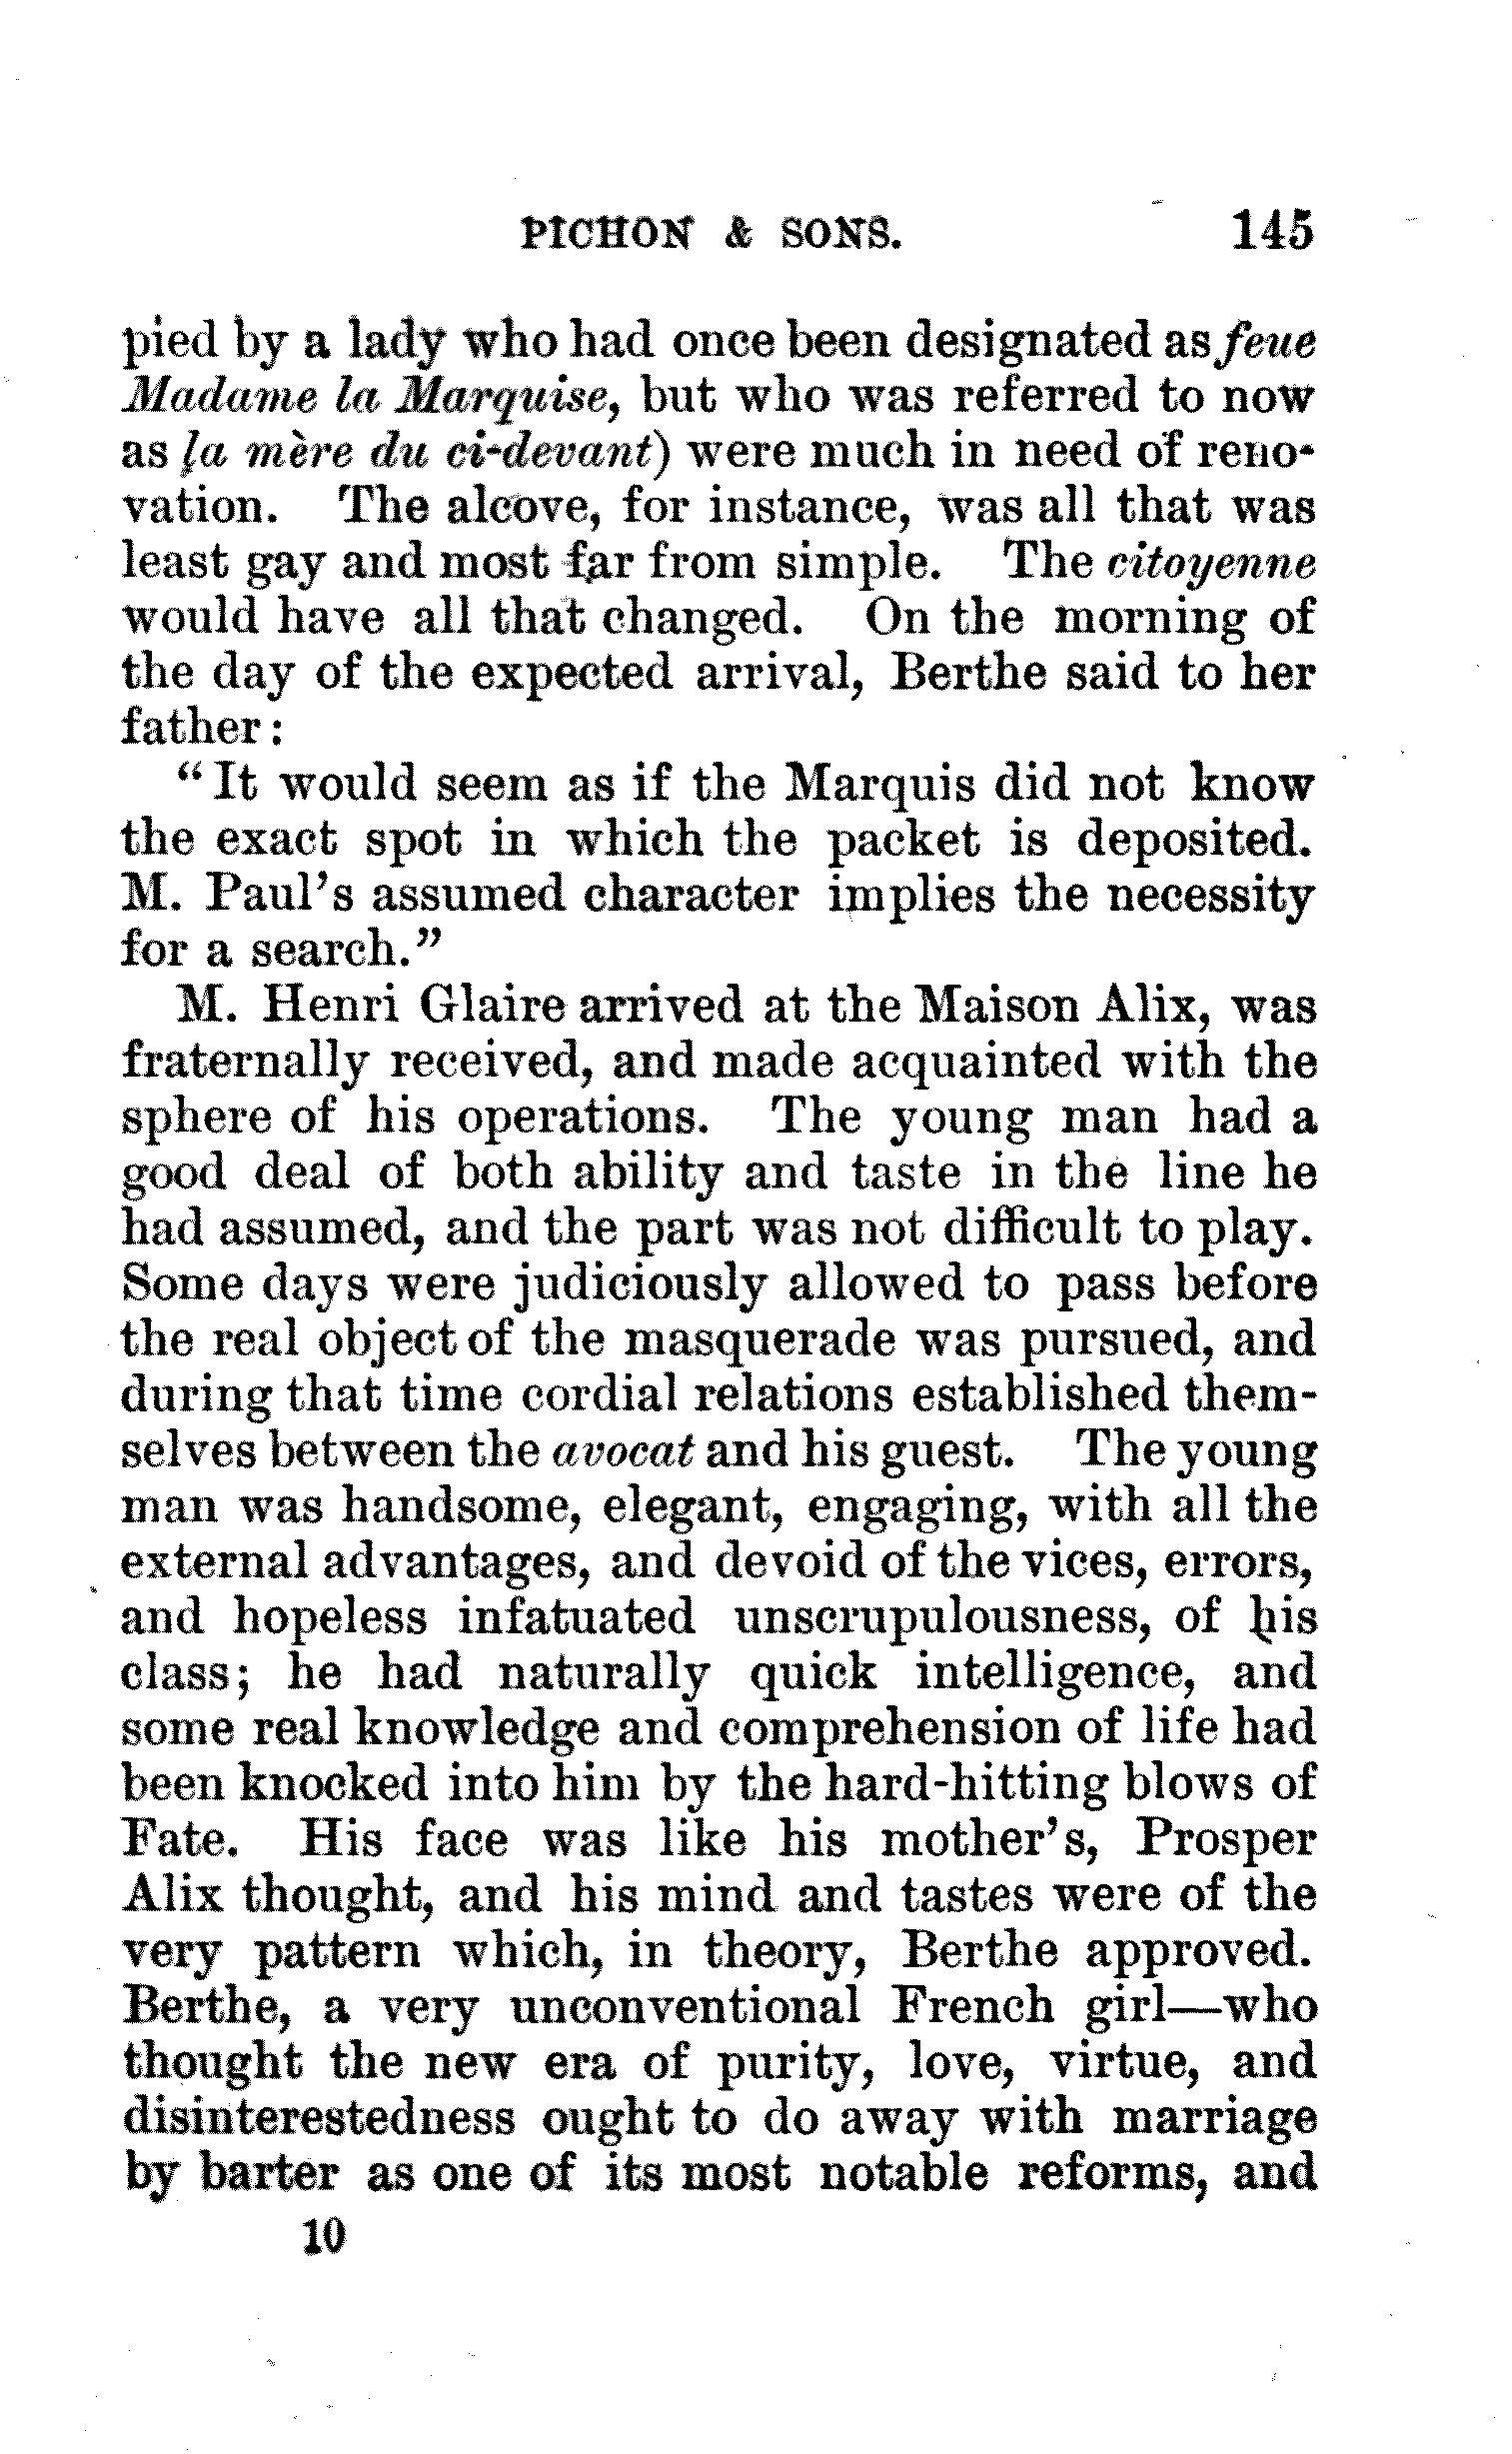 PICHON & SONS. 145
pied by a lady who had once been designated as feue
Madame la Marquise, but who was referred to now
as la mère du ci-devant) were much in need of reno-
vation. The alcove, for instance, was all that was
least gay and most far from simple. The citoyenne
would have all that changed. On the morning of
the day of the expected arrival, Berthe said to her
father:
"It would seem as if the Marquis did not know
the exact spot in which the packet is deposited.
M. Paul's assumed character implies the necessity
for a search."
M. Henri Glaire arrived at the Maison Alix, was
fraternally received, and made acquainted with the
sphere of his operations. The young man had a
good deal of both ability and taste in the line he
had assumed, and the part was not difficult to play.
Some days were judiciously allowed to pass before
the real object of the masquerade was pursued, and
during that time cordial relations established them-
selves between the avocat and his guest. The young
man was handsome, elegant, engaging, with all the
external advantages, and devoid of the vices, errors,
and hopeless infatuated unscrupulousness, of his
class; he had naturally quick intelligence, and
some real knowledge and comprehension of life had
been knocked into him by the hard-hitting blows of
Fate. His face was like his mother's, Prosper
Alix thought, and his mind and tastes were of the
very pattern which, in theory, Berthe approved.
Berthe, a very unconventional French girl—who
thought the new era of purity, love, virtue, and
disinterestedness ought to do away with marriage
by barter as one of its most notable reforms, and
10